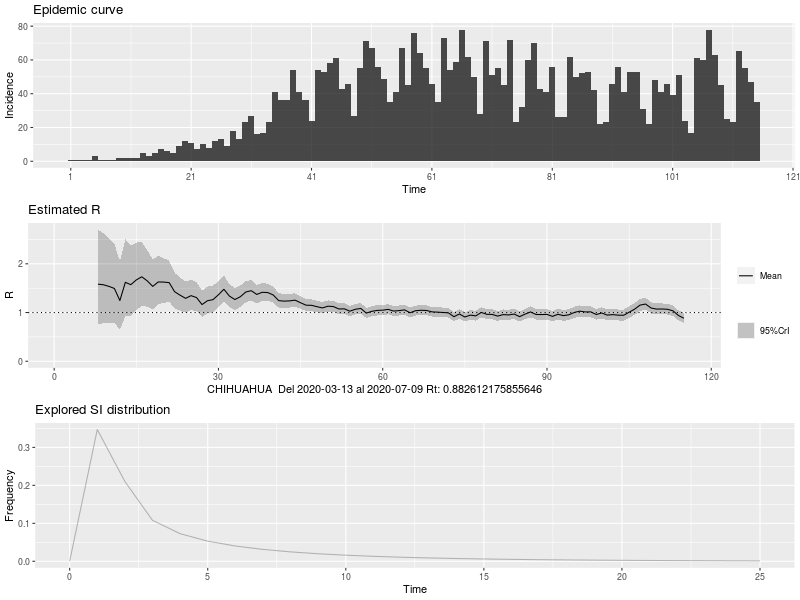 Epidemic curve
80
60
40
20
0
Incidence
1 21 41 61 81 101 121
Time
Estimated R
2
1
0
R
0 30 60 90 120
CHIHUAHUA Del 2020-03-13 al 2020-07-09 Rt: 0.882612175855646
Mean
95%CrI
Explored SI distribution
0.3
0.2
0.1
0.0
Frequency
0 5 10 15 20 25
Time